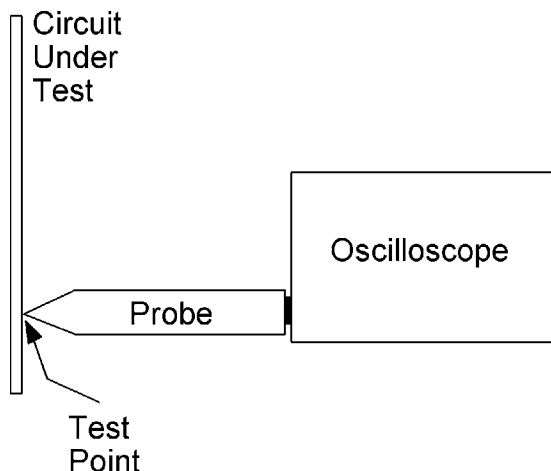 Circuit
Under
Test
Oscilloscope
Probe
Test
Point